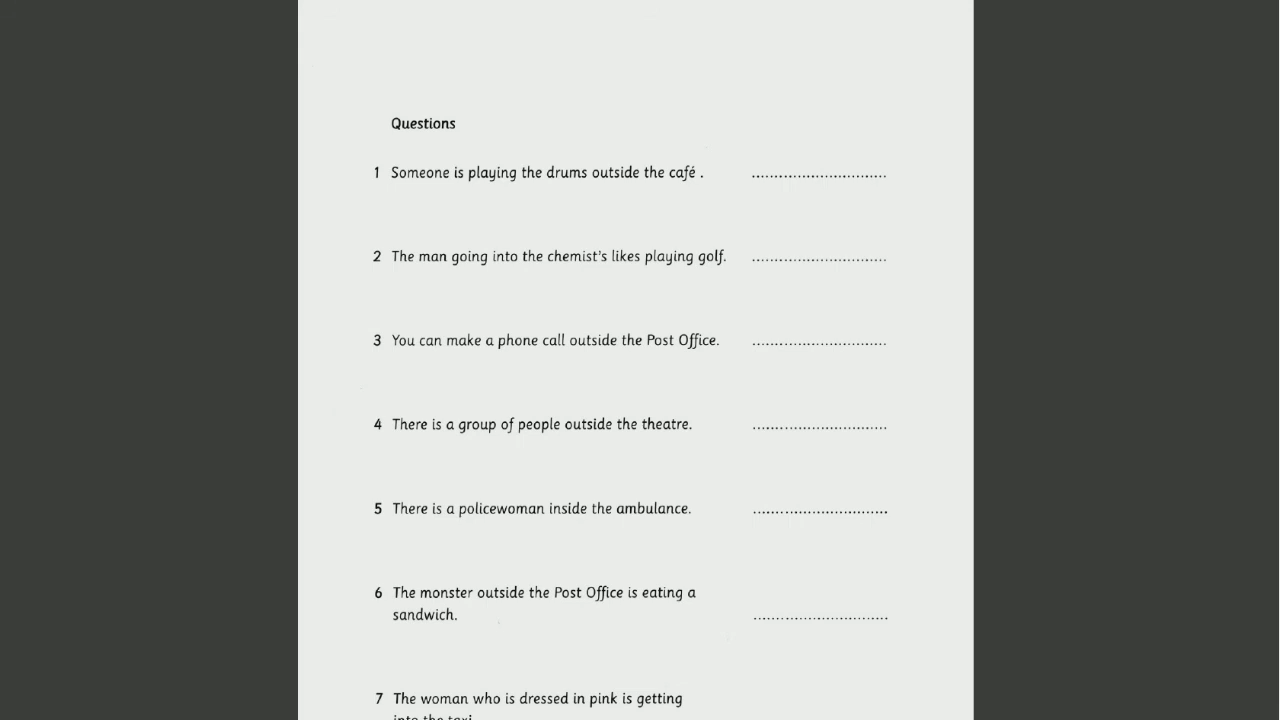 Questions
1 Someone is playing the drums outside the café . ..............................
2 The man going into the chemist's likes playing golf. ..............................
3 You can make a phone call outside the Post Office. ..............................
4 There is a group of people outside the theatre. ..............................
5 There is a policewoman inside the ambulance. ..............................
6 The monster outside the Post Office is eating a
sandwich. ..............................
7 The woman who is dressed in pink is getting
into the taxi